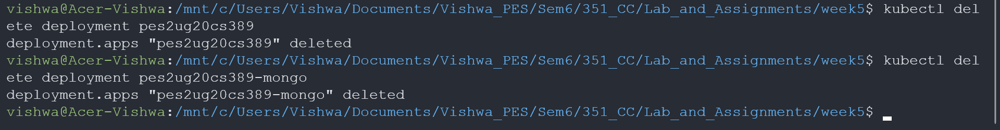 vishwa@Acer-Vishwa:/mnt/c/Users/Vishwa/Documents/Vishwa_PES/Sem6/351_CC/Lab_and_Assignments/week5$ kubectl del
ete deployment pes2ug20cs389
deployment.apps "pes2ug20cs389" deleted
vishwa@Acer-Vishwa:/mnt/c/Users/Vishwa/Documents/Vishwa_PES/Sem6/351_CC/Lab_and_Assignments/week5$ kubectl del
ete deployment pes2ug20cs389-mongo
deployment.apps "pes2ug20cs389-mongo" deleted
vishwa@Acer-Vishwa:/mnt/c/Users/Vishwa/Documents/Vishwa_PES/Sem6/351_CC/Lab_and_Assignments/week5$